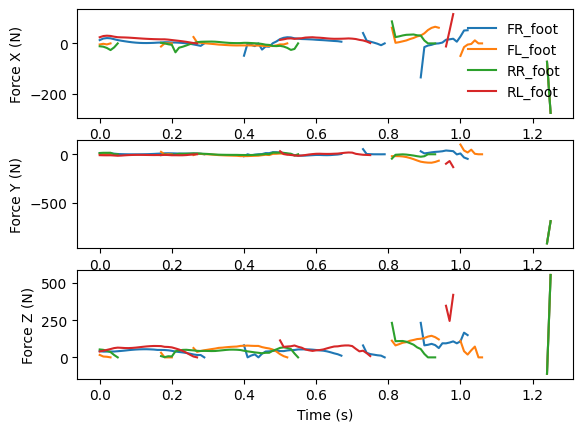 0
−200
Force X (N)
FR_foot
FL_foot
RR_foot
RL_foot
0.0 0.2 0.4 0.6 0.8 1.0 1.2
0
−500
Force Y (N)
0.0 0.2 0.4 0.6 0.8 1.0 1.2
500
250
0
Force Z (N)
0.0 0.2 0.4 0.6 0.8 1.0 1.2
Time (s)